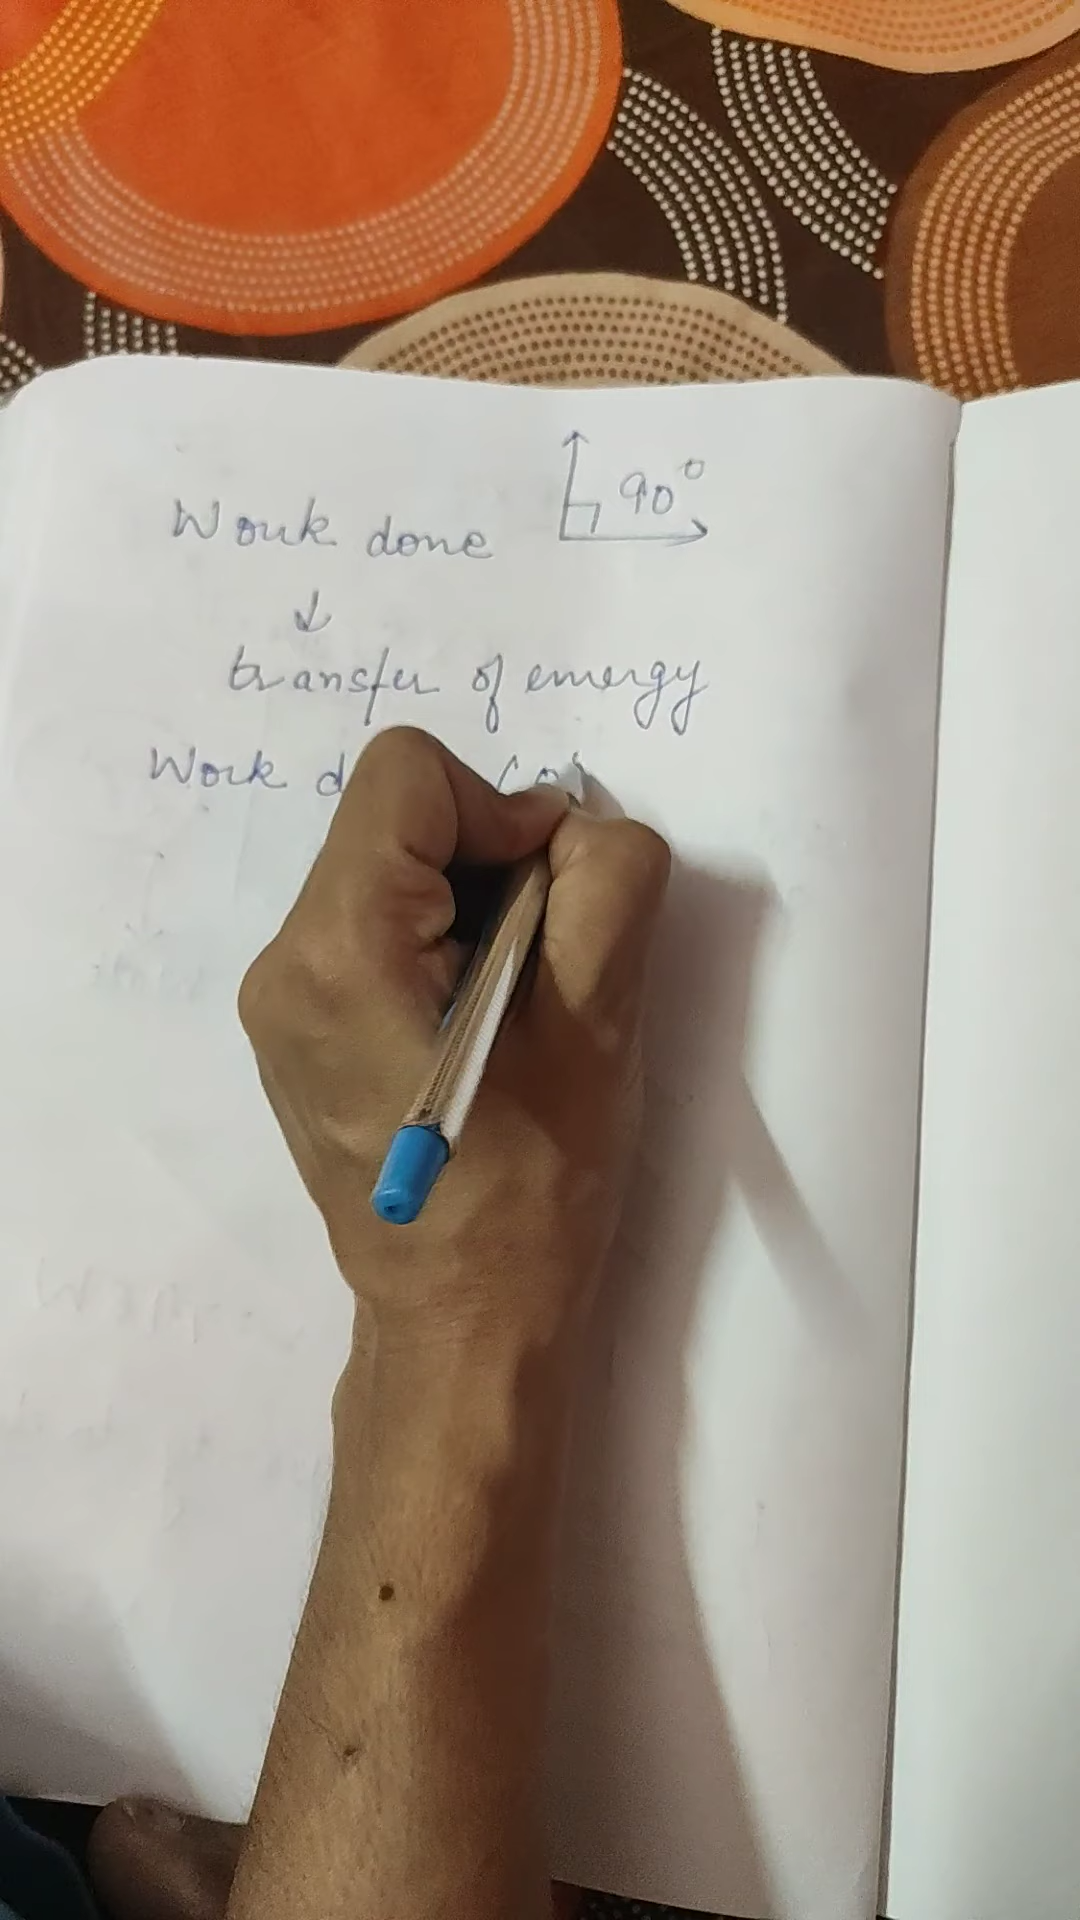 Work done 90°
↓
transfer of energy
Work